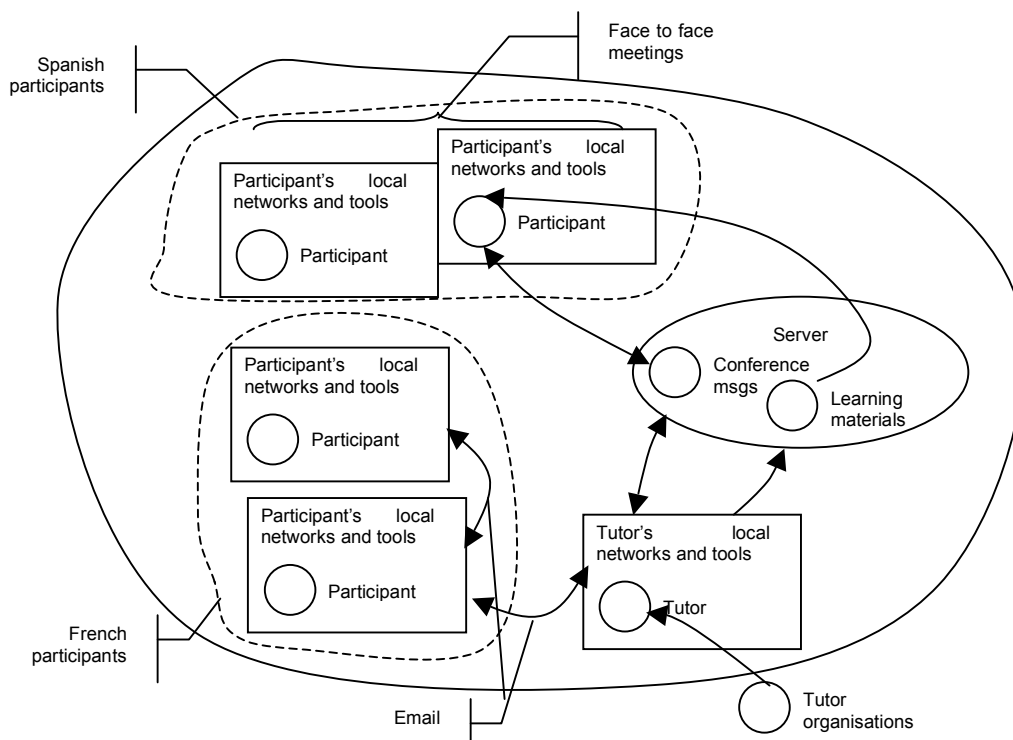 Face to face
meetings
Spanish
participants
Participant's local
networks and tools
Participant
Participant's local
networks and tools
Participant
Server
Conference
msgs
Learning
materials
Participant's local
networks and tools
Participant
Participant's local
networks and tools
Participant
Tutor's local
networks and tools
Tutor
French
participants
Email
Tutor
organisations